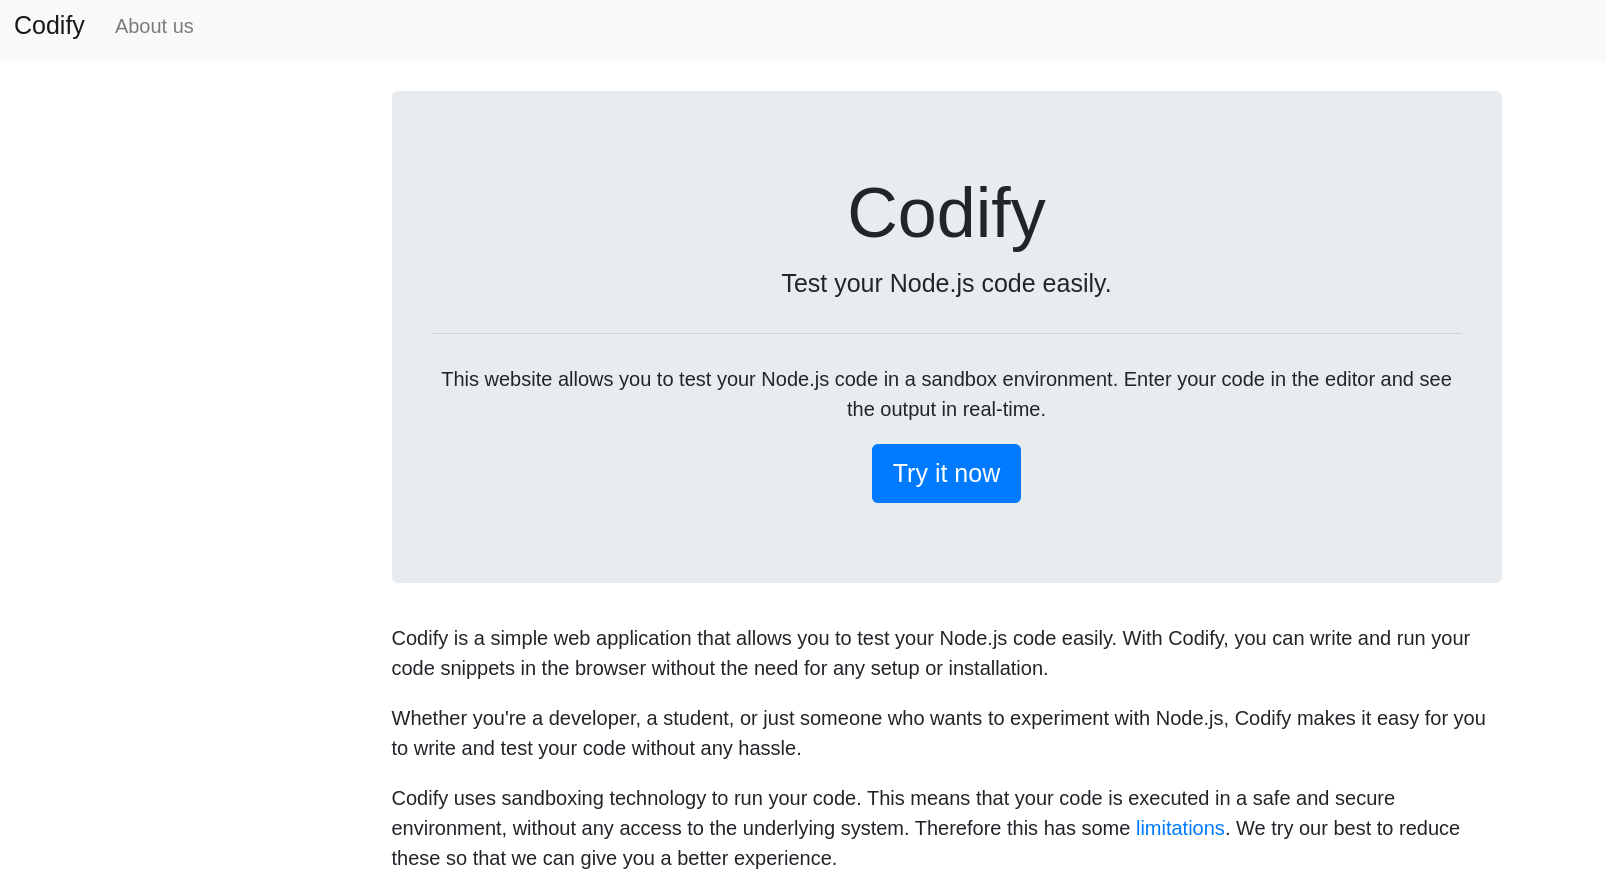 Codify About us
Codify
Test your Node.js code easily.
This website allows you to test your Node.js code in a sandbox environment. Enter your code in the editor and see
the output in real-time.
Try it now
Codify is a simple web application that allows you to test your Node.js code easily. With Codify, you can write and run your
code snippets in the browser without the need for any setup or installation.
Whether you're a developer, a student, or just someone who wants to experiment with Node.js, Codify makes it easy for you
to write and test your code without any hassle.
Codify uses sandboxing technology to run your code. This means that your code is executed in a safe and secure
environment, without any access to the underlying system. Therefore this has some limitations. We try our best to reduce
these so that we can give you a better experience.